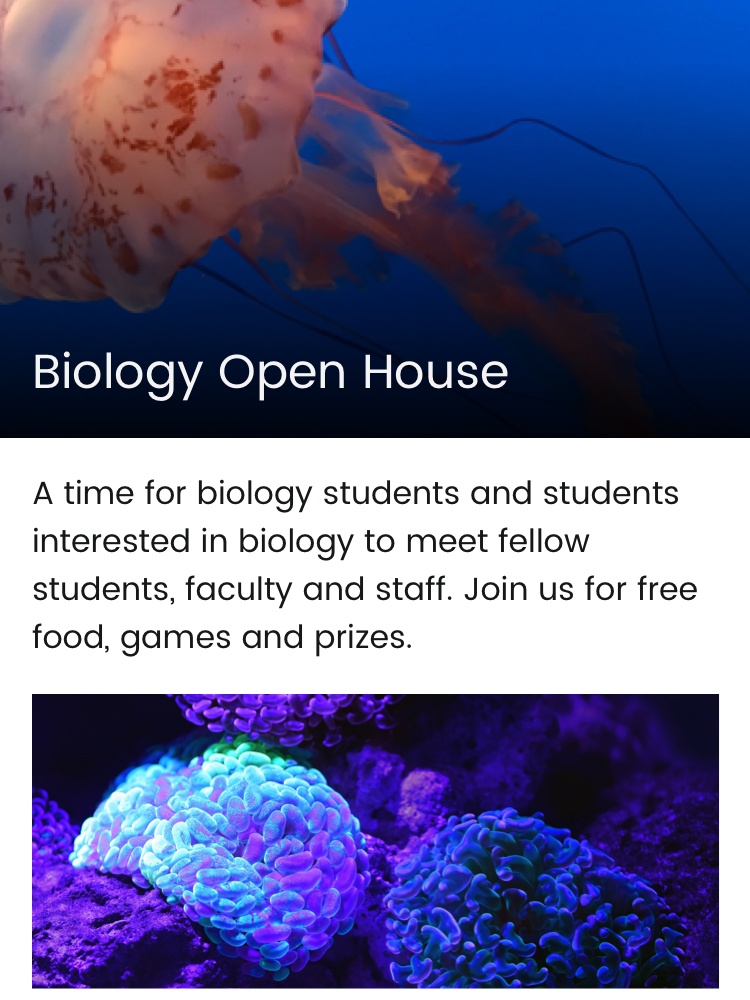 Biology Open House
A time for biology students and students
interested in biology to meet fellow
students, faculty and staff. Join us for free
food, games and prizes.